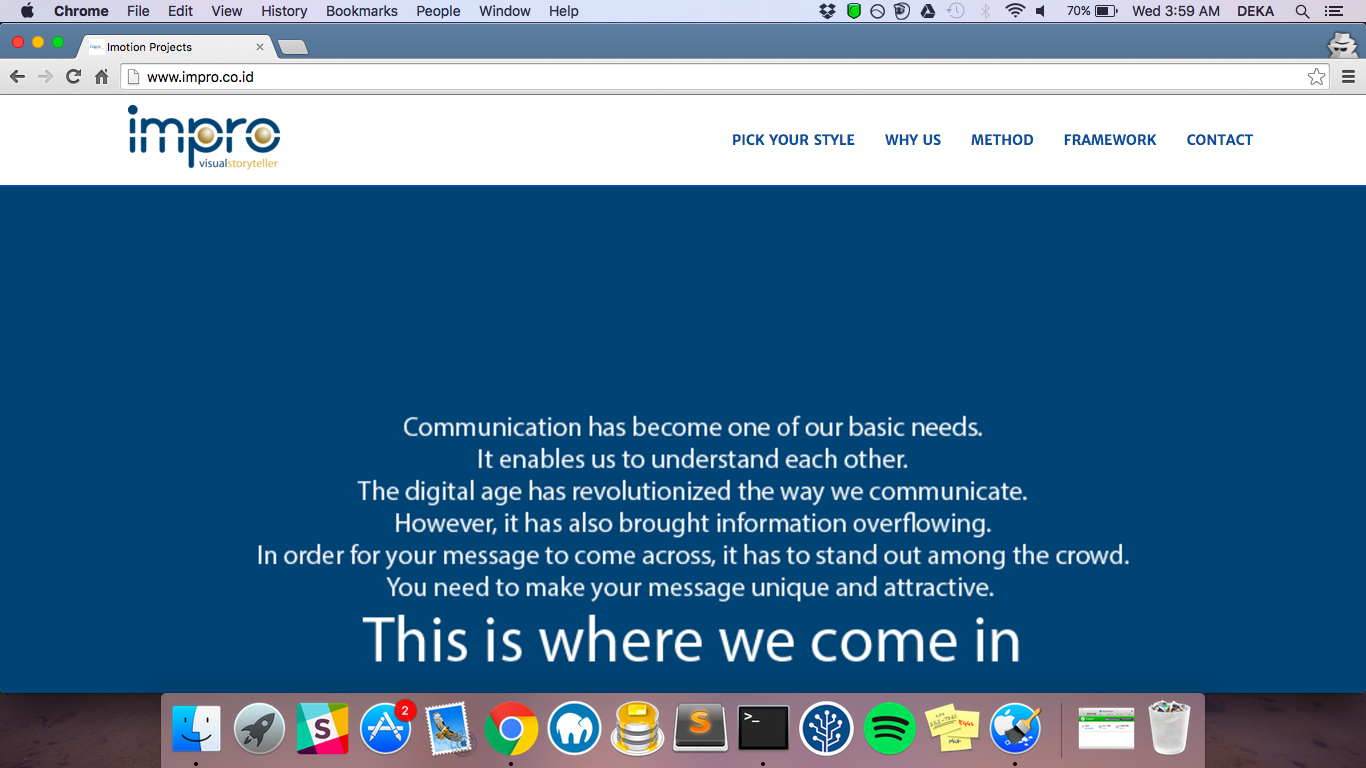 Chrome File Edit View History Bookmarks People Window Help 70% Wed 3:59 AM DEKA
Imotion Projects
www.impro.co.id
impro
visualstoryteller
PICK YOUR STYLE WHY US METHOD FRAMEWORK CONTACT
Communication has become one of our basic needs.
It enables us to understand each other.
The digital age has revolutionized the way we communicate.
However, it has also brought information overflowing.
In order for your message to come across, it has to stand out among the crowd.
You need to make your message unique and attractive.
This is where we come in
2
S
S
>_
Eggs
Milk